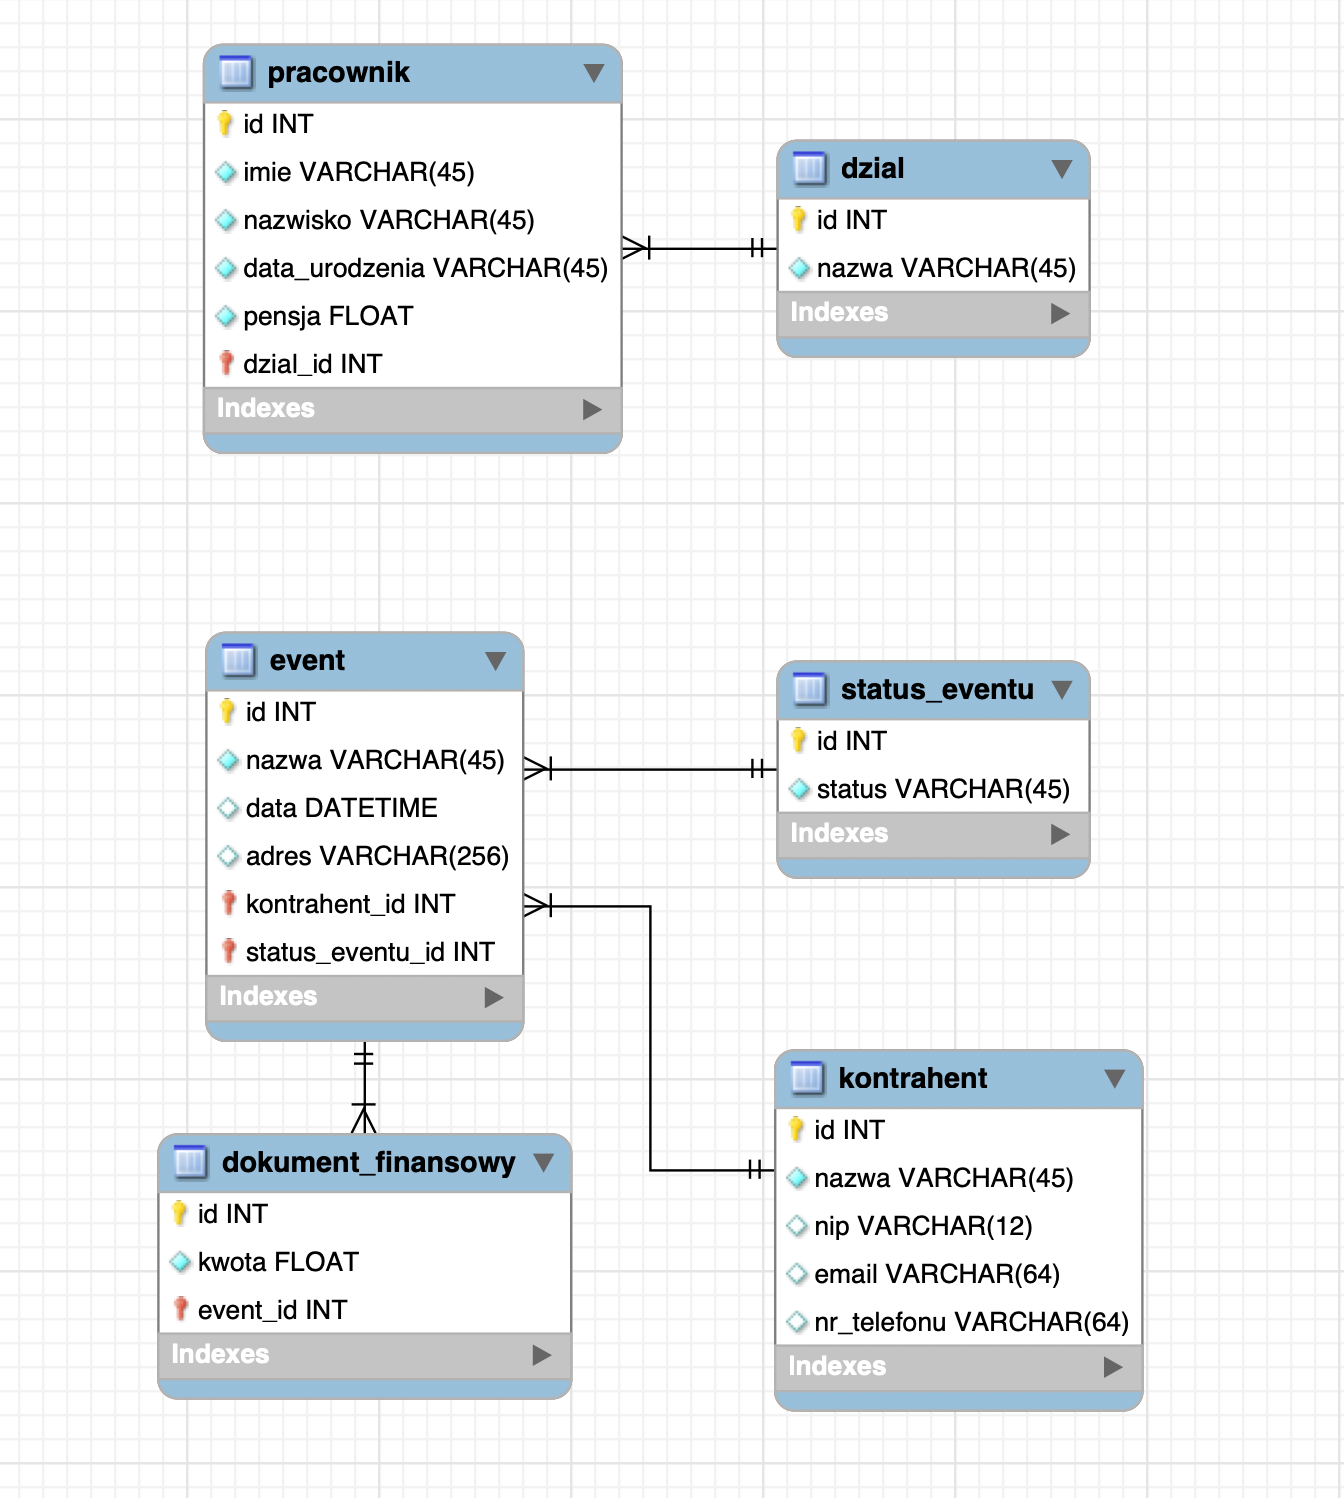 pracownik
id INT
imie VARCHAR(45)
nazwisko VARCHAR(45)
data_urodzenia VARCHAR(45)
pensja FLOAT
dzial_id INT
Indexes
dzial
id INT
nazwa VARCHAR(45)
Indexes
event
id INT
nazwa VARCHAR(45)
data DATETIME
adres VARCHAR(256)
kontrahent_id INT
status_eventu_id INT
Indexes
status_eventu
id INT
status VARCHAR(45)
Indexes
dokument_finansowy
id INT
kwota FLOAT
event_id INT
Indexes
kontrahent
id INT
nazwa VARCHAR(45)
nip VARCHAR(12)
email VARCHAR(64)
nr_telefonu VARCHAR(64)
Indexes